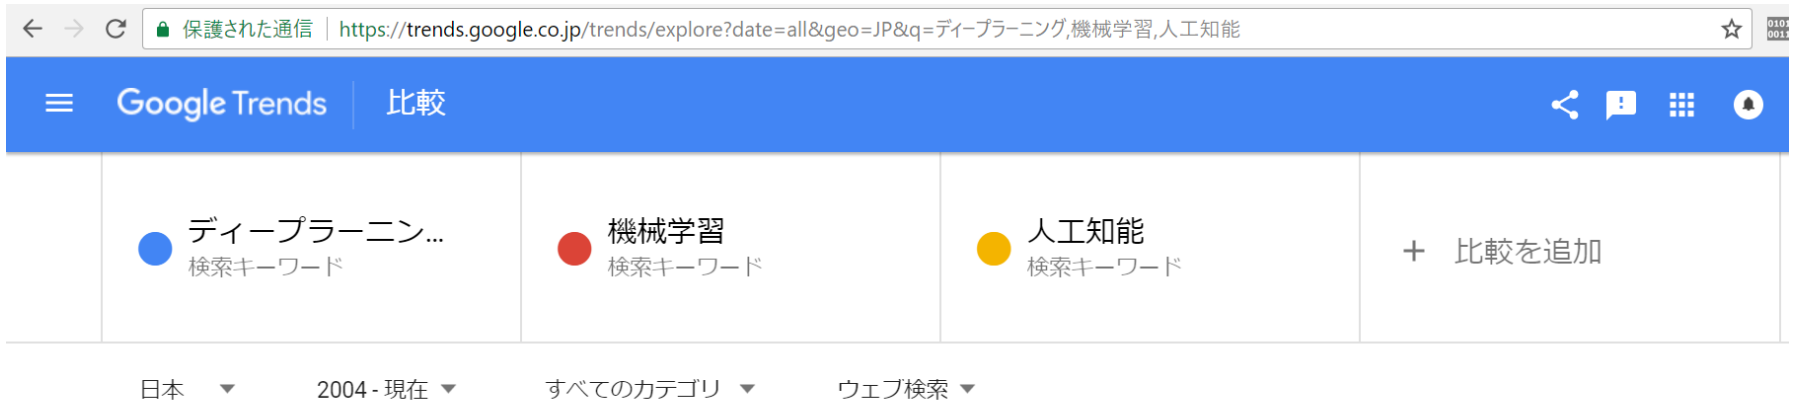 保護された通信 https://trends.google.co.jp/trends/explore?date=all&geo=JP&q=ディープラーニング,機械学習,人工知能
0101
0011
Google Trends 比較
ディープラーニン...
検索キーワード
機械学習
検索キーワード
人工知能
検索キーワード
+ 比較を追加
日本 2004 - 現在 すべてのカテゴリ ウェブ検索